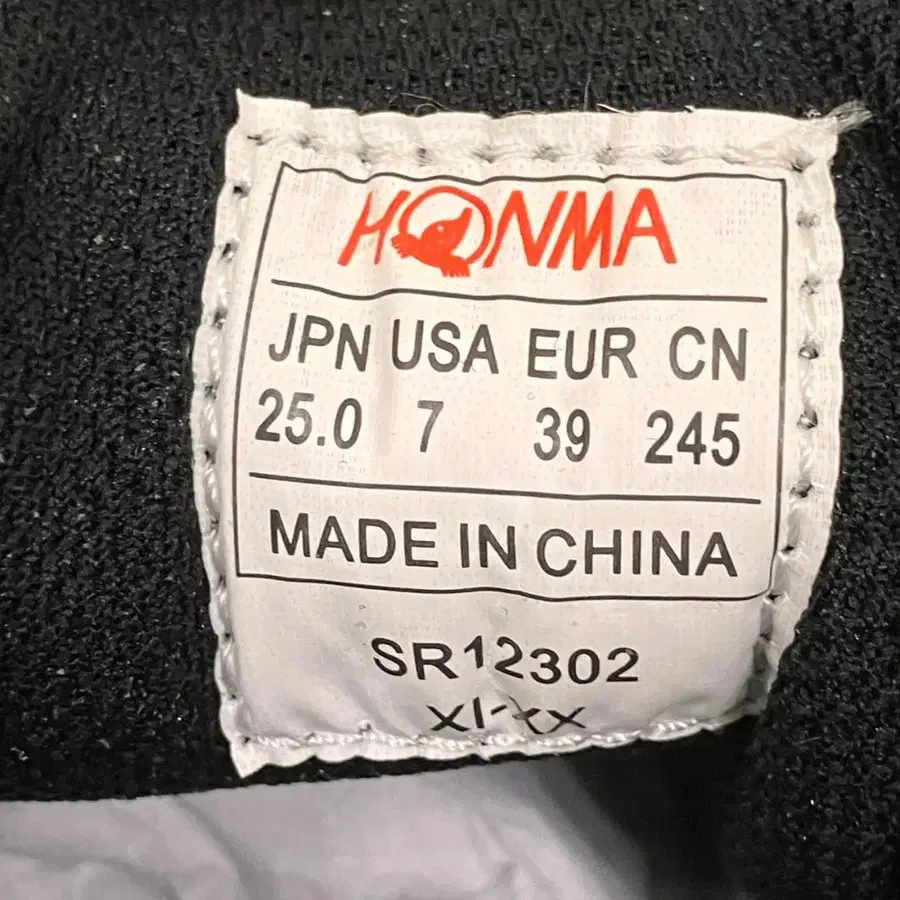 HONMA
JPN USA EUR CN
25.0 7 39 245
MADE IN CHINA
SR12302